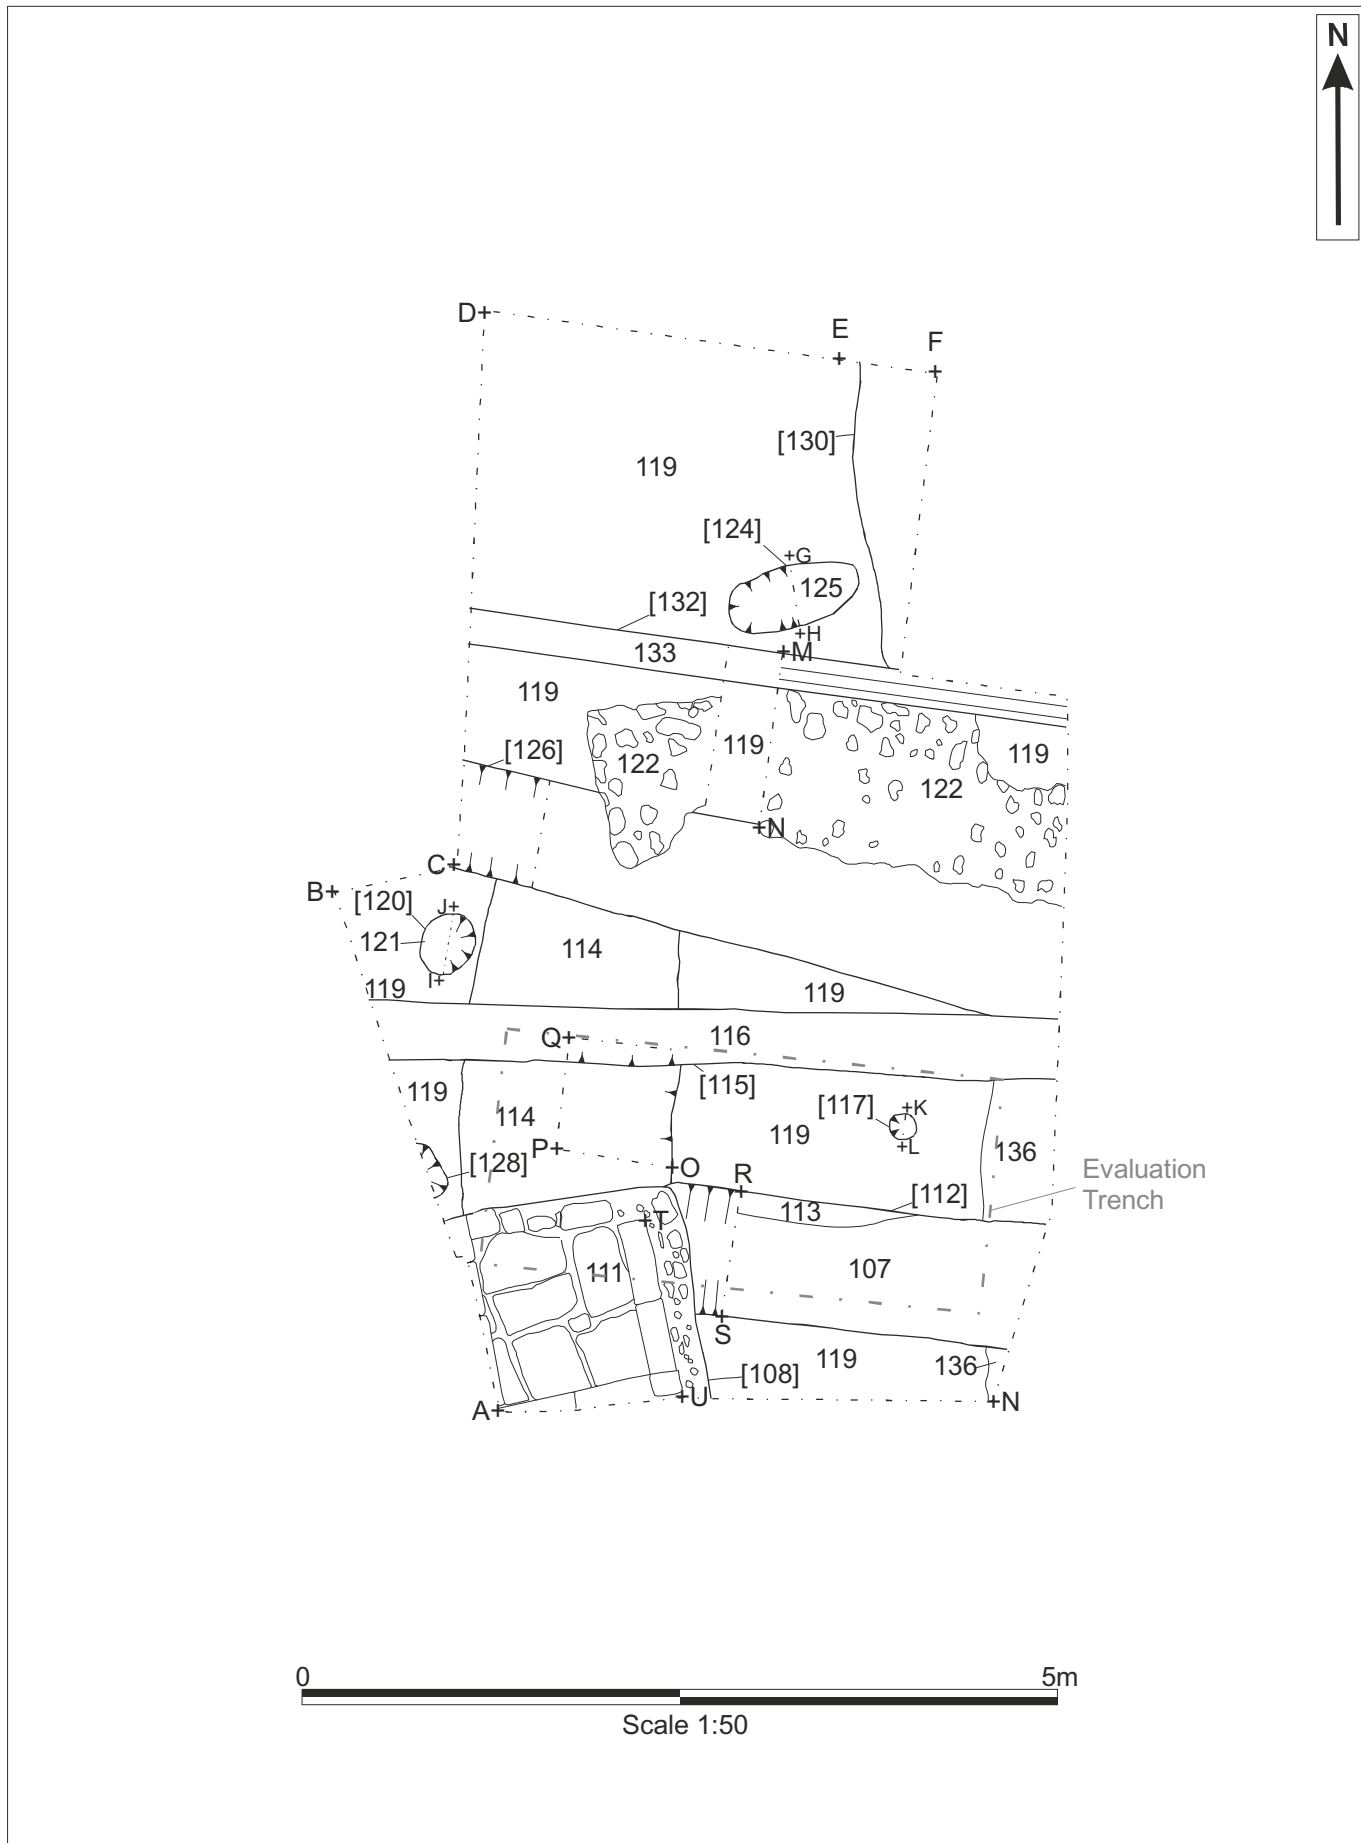 N
D+
E
F
[130]
119
[124]
+G
125
[132]
+H
133
+M
119
[126]
119
119
122
122
+N
C+
B+
[120]
J+
121
114
I+
119
119
Q+
116
[115]
119
[117]
+K
114
119
+L
P+
136
[128]
+O
R
Evaluation
Trench
[112]
113
+T
111
107
S
119
136
[108]
A+
+U
+N
0
5m
Scale 1:50